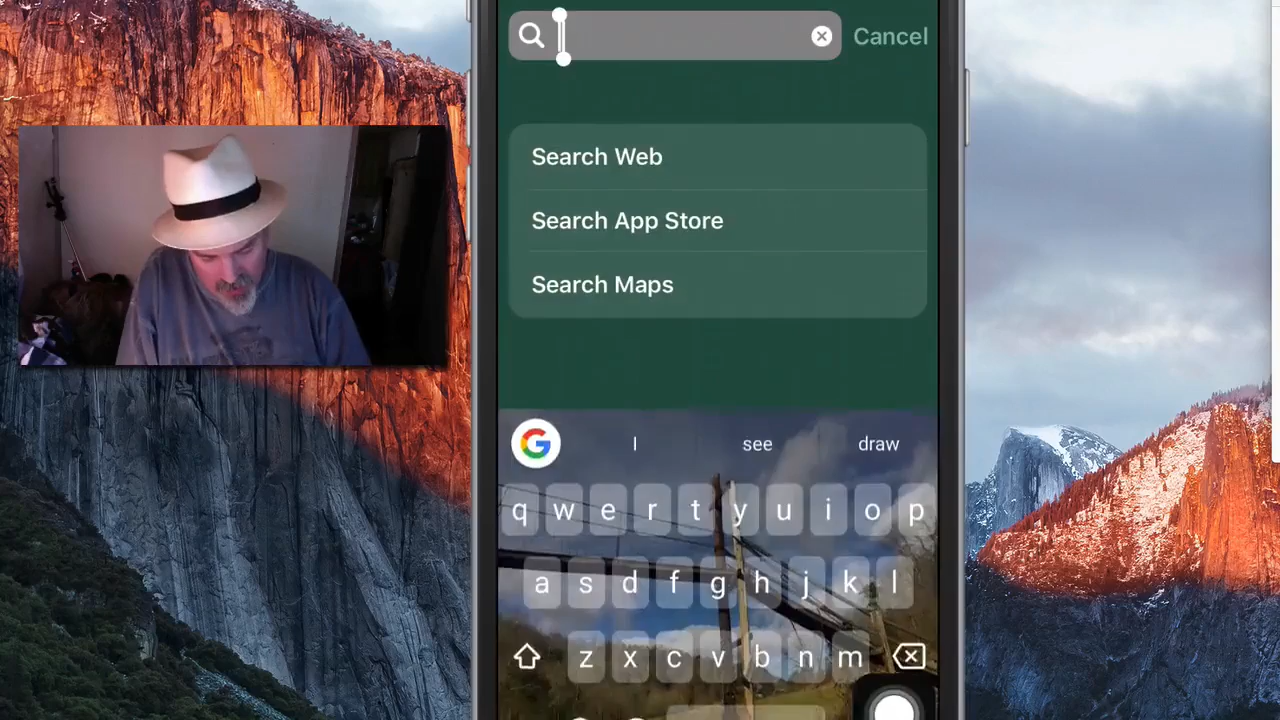 Cancel
Search Web
Search App Store
Search Maps
G I see draw
q w e r t y u i o p
a s d f g h j k l
z x c v b n m